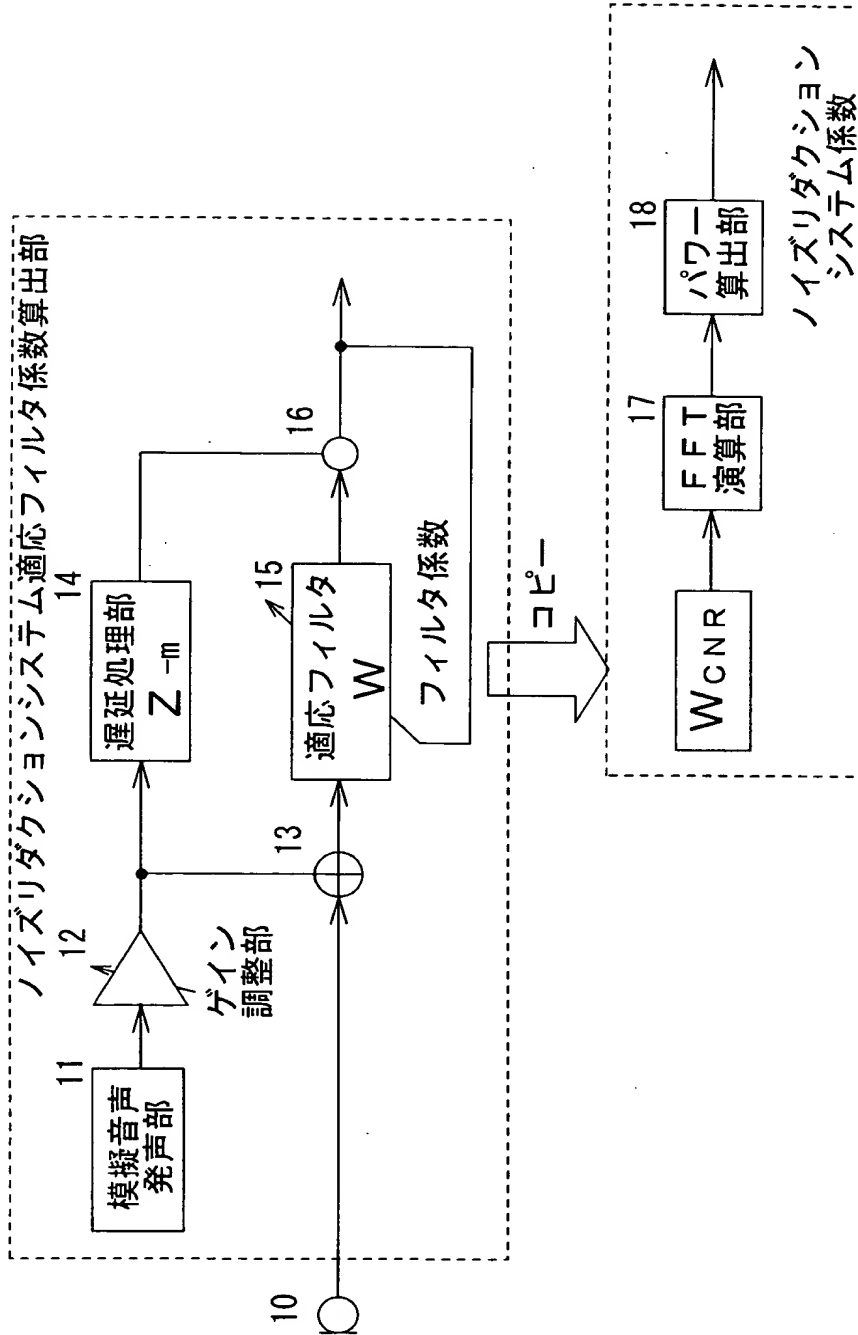 ノイズリダクションシステム適応フィルタ係数算出部
11
模擬音声
発声部
12
ゲイン
調整部
14
遅延処理部
Z-m
10
13
15
適応フィルタ
W
16
フィルタ係数
コピー
WCNR
17
FFT
演算部
18
パワー
算出部
ノイズリダクション
システム係数